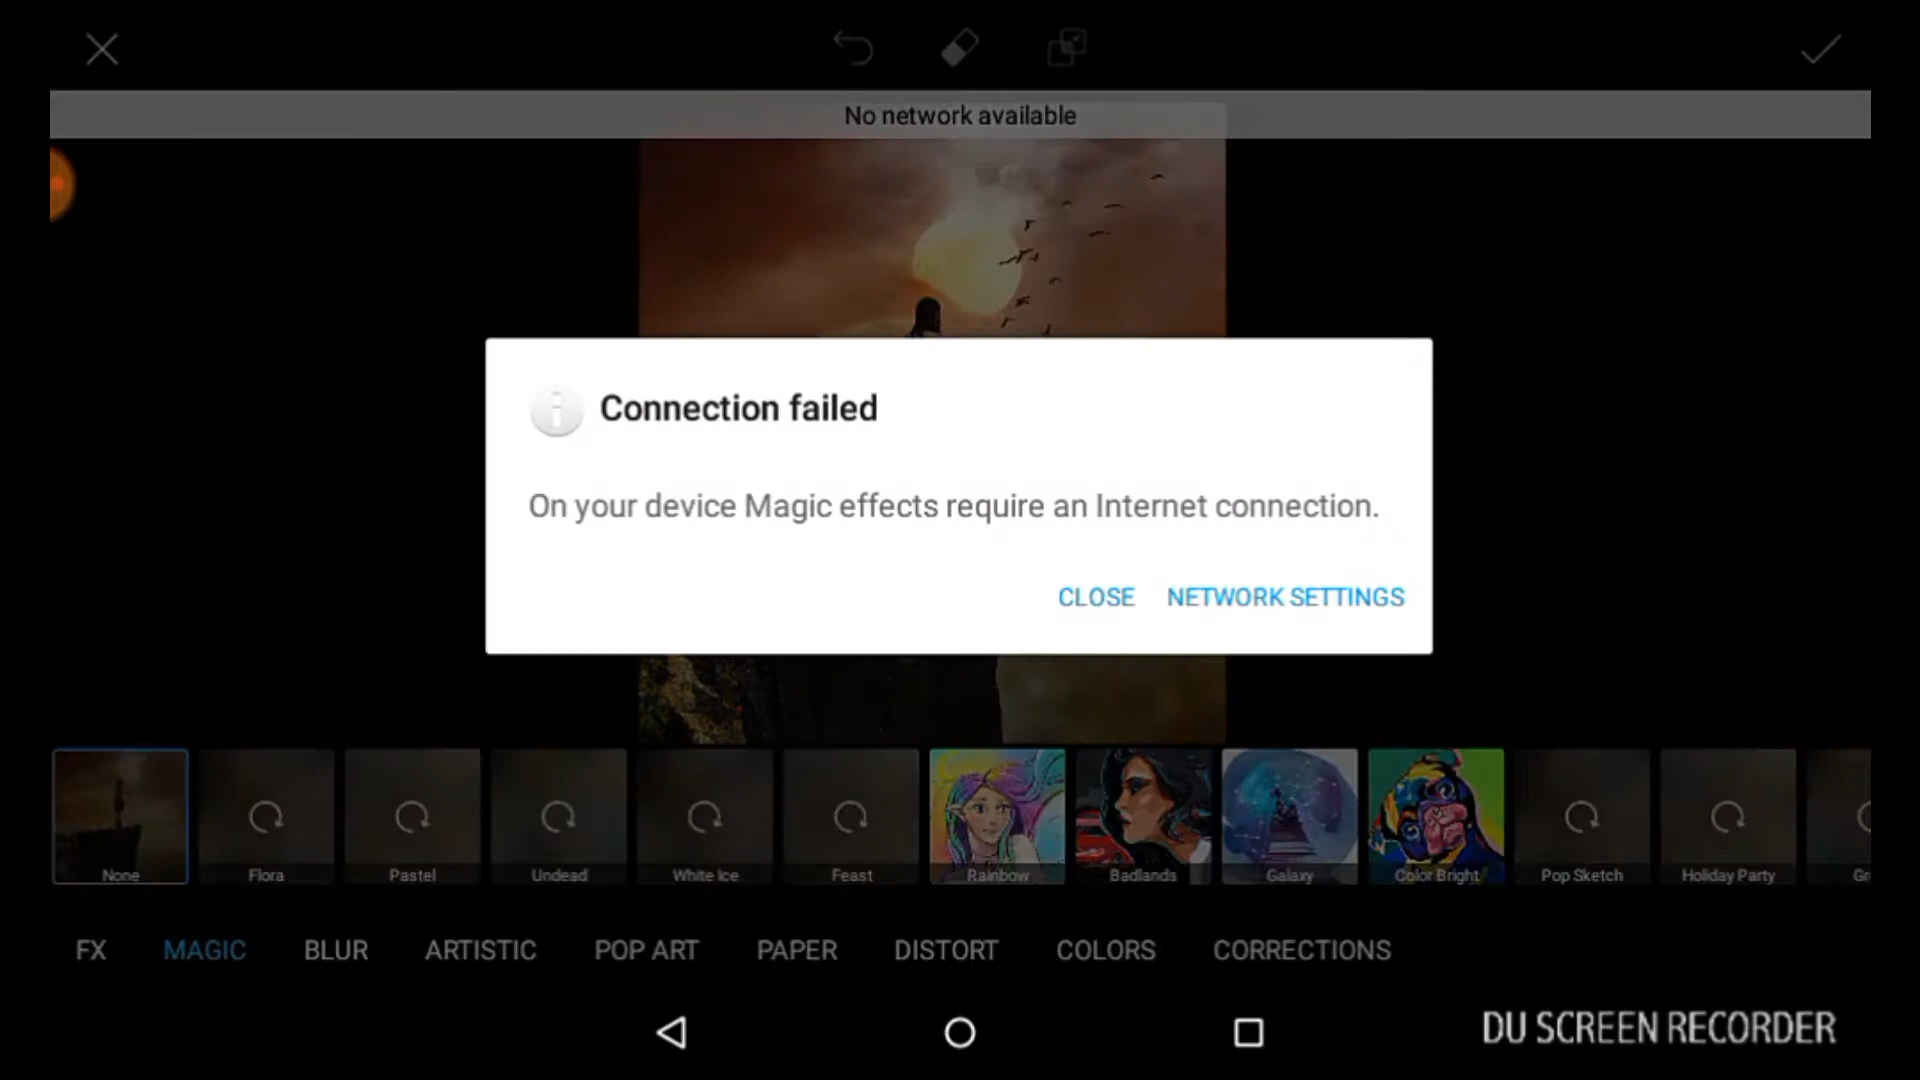 No network available
Connection failed
On your device Magic effects require an Internet connection.
CLOSE NETWORK SETTINGS
None Flora Pastel Undead White Ice Feast Rainbow Badlands Galaxy Color Bright Pop Sketch Holiday Party Gr
FX MAGIC BLUR ARTISTIC POP ART PAPER DISTORT COLORS CORRECTIONS
DU SCREEN RECORDER